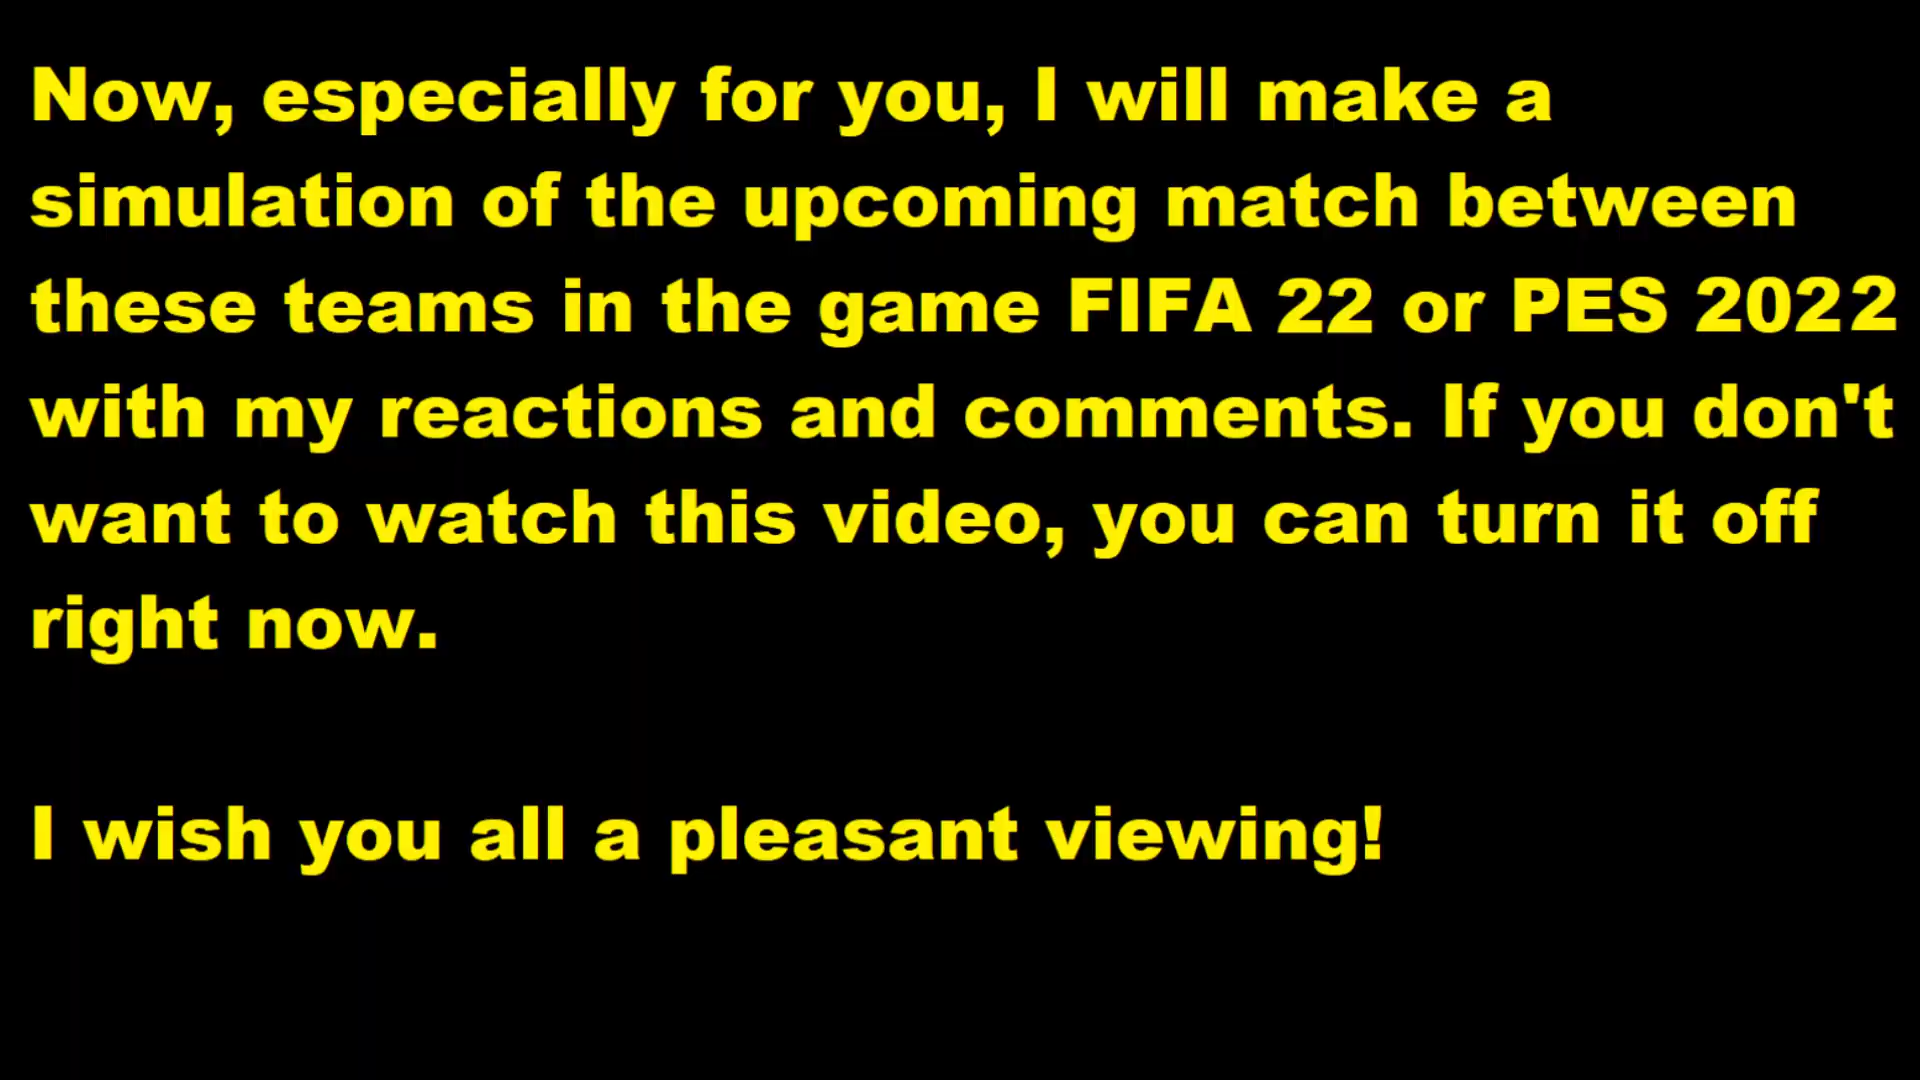 Now, especially for you, I will make a
simulation of the upcoming match between
these teams in the game FIFA 22 or PES 2022
with my reactions and comments. If you don't
want to watch this video, you can turn it off
right now.
I wish you all a pleasant viewing!